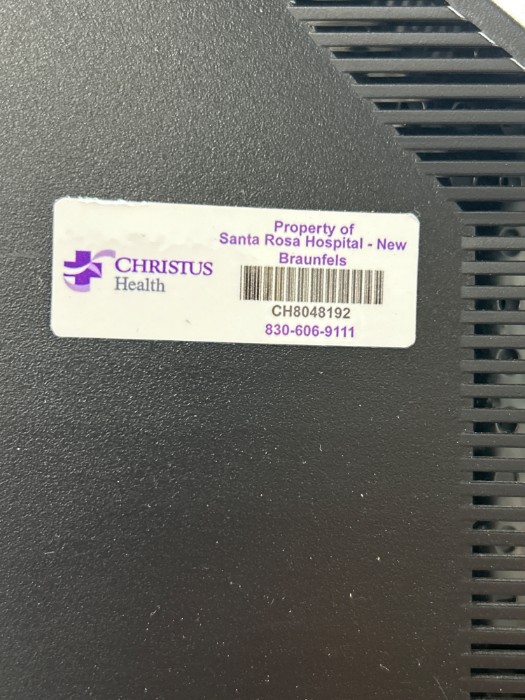 CHRISTUS
Health
Property of
Santa Rosa Hospital - New
Braunfels
CH8048192
830-606-9111